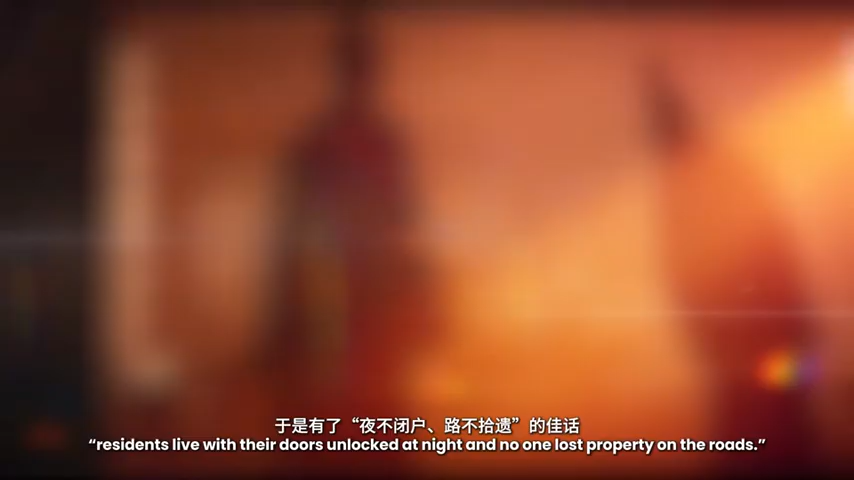 于是有了“夜不闭户、路不拾遗”的佳话
“residents live with their doors unlocked at night and no one lost property on the roads.”